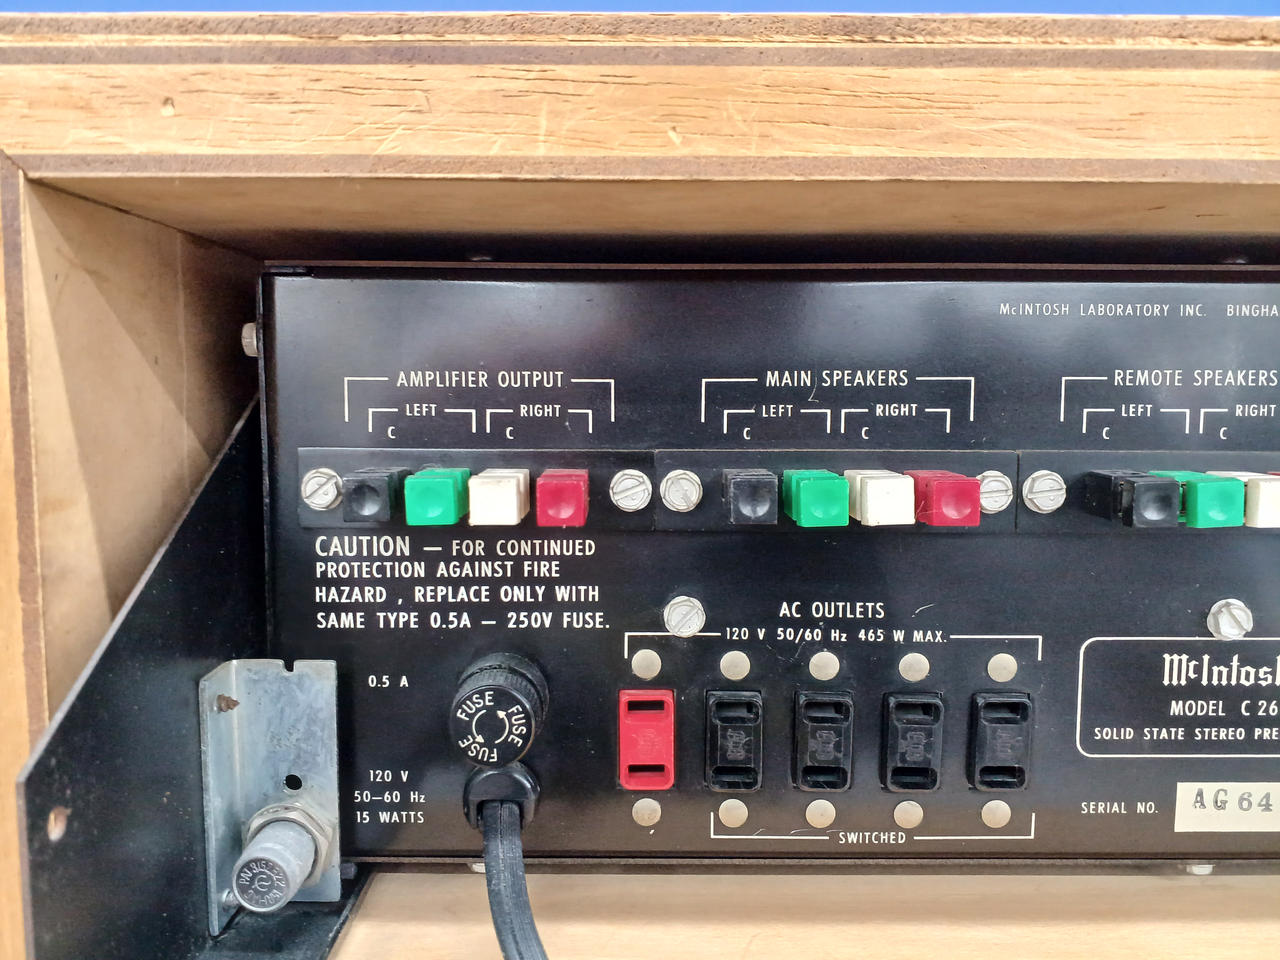 McINTOSH LABORATORY INC. BINGHA
AMPLIFIER OUTPUT
LEFT RIGHT
C C
MAIN SPEAKERS
LEFT RIGHT
C C
REMOTE SPEAKERS
LEFT RIGHT
C C
CAUTION — FOR CONTINUED
PROTECTION AGAINST FIRE
HAZARD , REPLACE ONLY WITH
SAME TYPE 0.5A — 250V FUSE.
0.5 A
FUSE FUSE FUSE
120 V
50–60 Hz
15 WATTS
AC OUTLETS
120 V 50/60 Hz 465 W MAX.
SWITCHED
McIntosh
MODEL C 26
SOLID STATE STEREO PRE
SERIAL NO. AG64